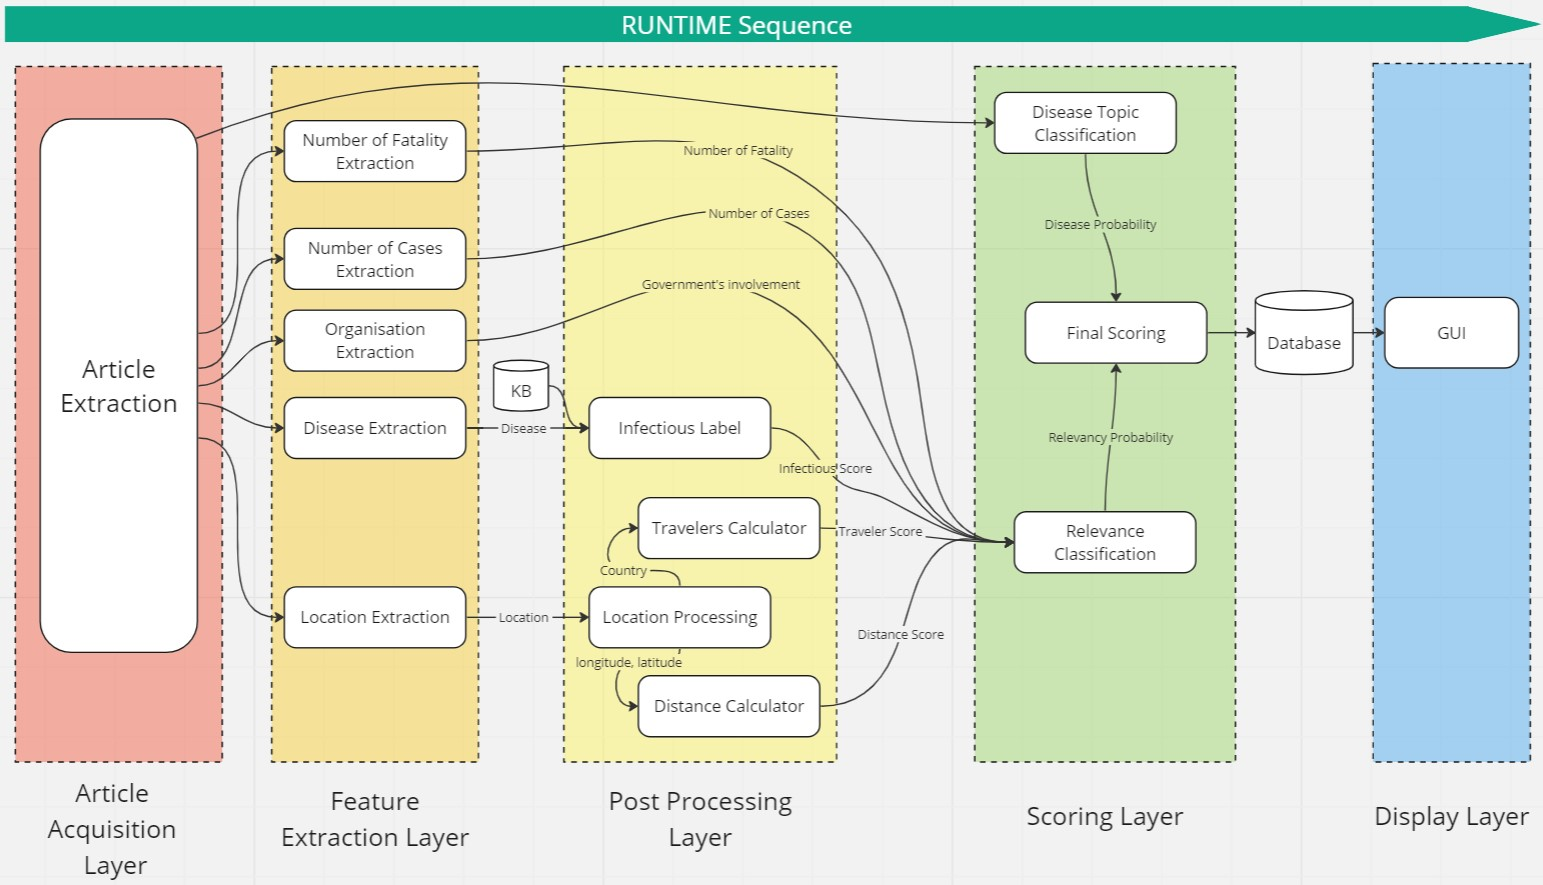 RUNTIME Sequence
Article
Extraction
Number of Fatality
Extraction
Number of Cases
Extraction
Organisation
Extraction
Disease Extraction
Location Extraction
KB
Disease
Location
Number of Fatality
Number of Cases
Government's involvement
Infectious Label
Infectious Score
Travelers Calculator
Traveler Score
Country
Location Processing
longitude, latitude
Distance Calculator
Distance Score
Disease Topic
Classification
Disease Probability
Final Scoring
Relevancy Probability
Relevance
Classification
Database
GUI
Article
Acquisition
Layer
Feature
Extraction Layer
Post Processing
Layer
Scoring Layer
Display Layer